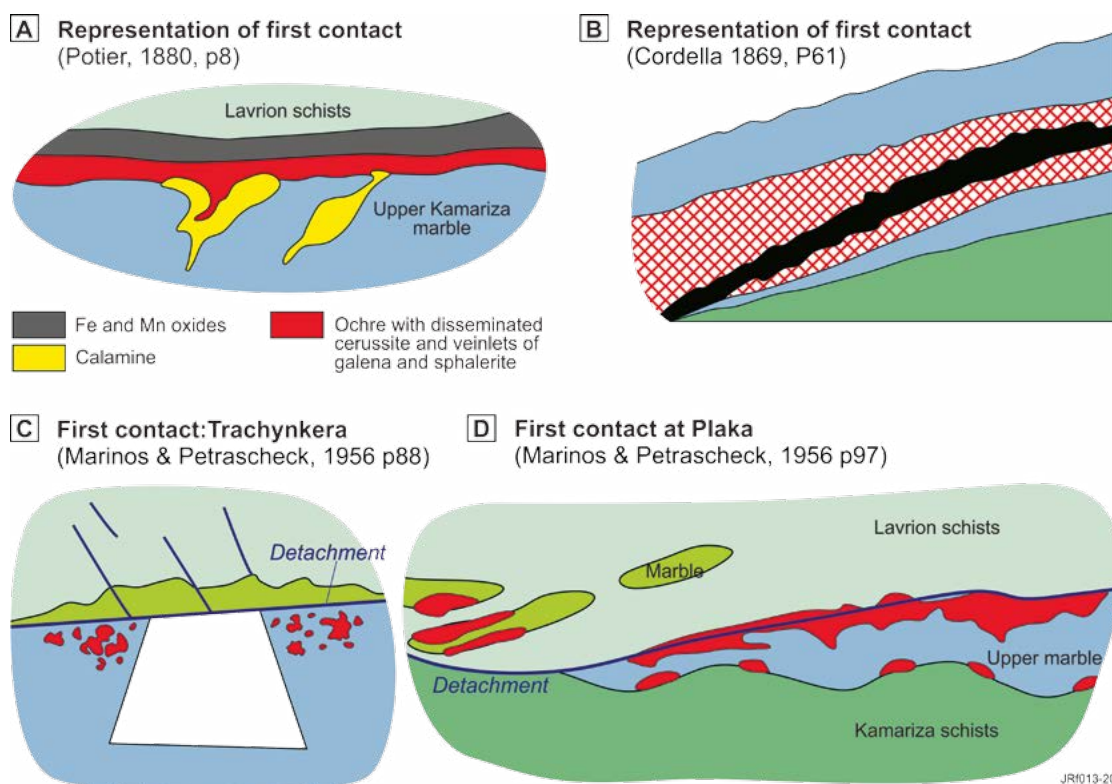 A Representation of first contact
(Potier, 1880, p8)
Lavrion schists
Upper Kamariza
marble
Fe and Mn oxides
Calamine
Ochre with disseminated
cerussite and veinlets of
galena and sphalerite
B Representation of first contact
(Cordella 1869, P61)
C First contact:Trachynkera
(Marinos & Petrascheck, 1956 p88)
Detachment
D First contact at Plaka
(Marinos & Petrascheck, 1956 p97)
Lavrion schists
Marble
Upper marble
Detachment
Kamariza schists